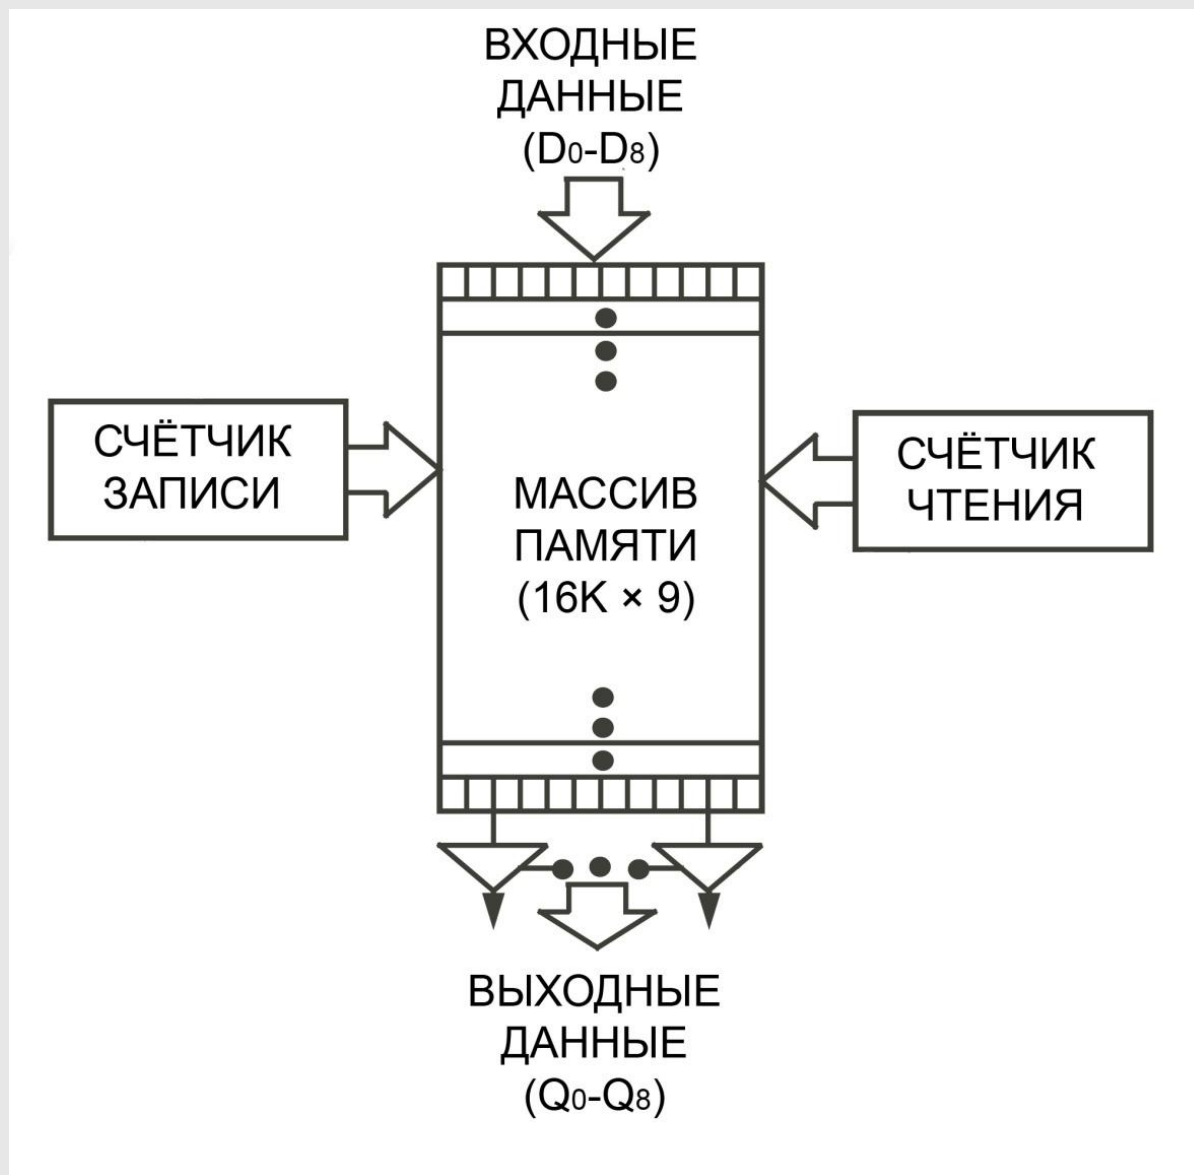 ВХОДНЫЕ
ДАННЫЕ
(D0-D8)
СЧЁТЧИК
ЗАПИСИ
МАССИВ
ПАМЯТИ
(16K × 9)
СЧЁТЧИК
ЧТЕНИЯ
ВЫХОДНЫЕ
ДАННЫЕ
(Q0-Q8)